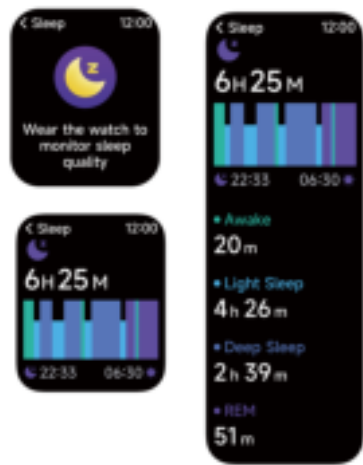 < Sleep 12:00
z
Wear the watch to
monitor sleep
quality
< Sleep 12:00
6H25M
22:33 06:30
< Sleep 12:00
6H25M
22:33 06:30
• Awake
20m
• Light Sleep
4h 26m
• Deep Sleep
2h 39m
• REM
51m